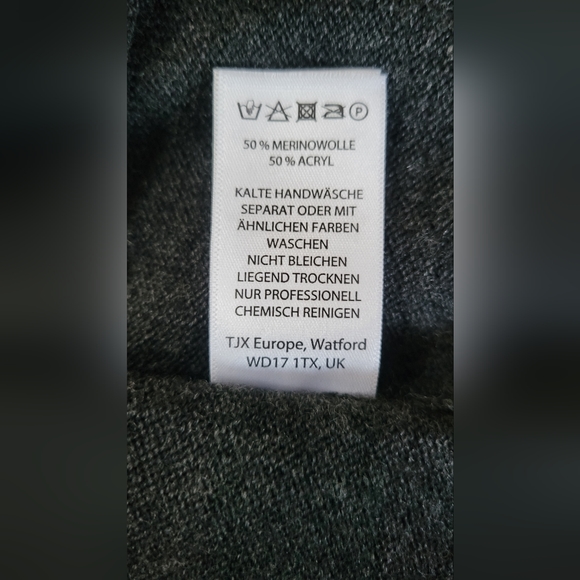 P
50 % MERINOWOLLE
50 % ACRYL
KALTE HANDWÄSCHE
SEPARAT ODER MIT
ÄHNLICHEN FARBEN
WASCHEN
NICHT BLEICHEN
LIEGEND TROCKNEN
NUR PROFESSIONELL
CHEMISCH REINIGEN
TJX Europe, Watford
WD17 1TX, UK